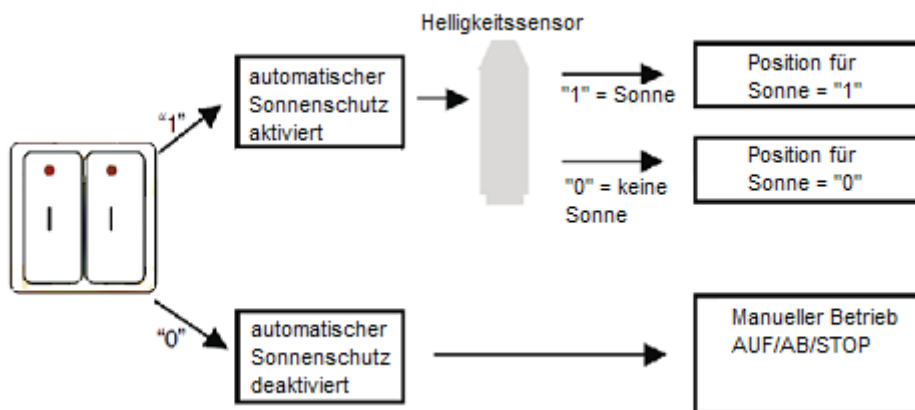 Helligkeitssensor
automatischer
Sonnenschutz
aktiviert
"1"
"1" = Sonne
Position für
Sonne = "1"
"0" = keine
Sonne
Position für
Sonne = "0"
"0"
automatischer
Sonnenschutz
deaktiviert
Manueller Betrieb
AUF/AB/STOP